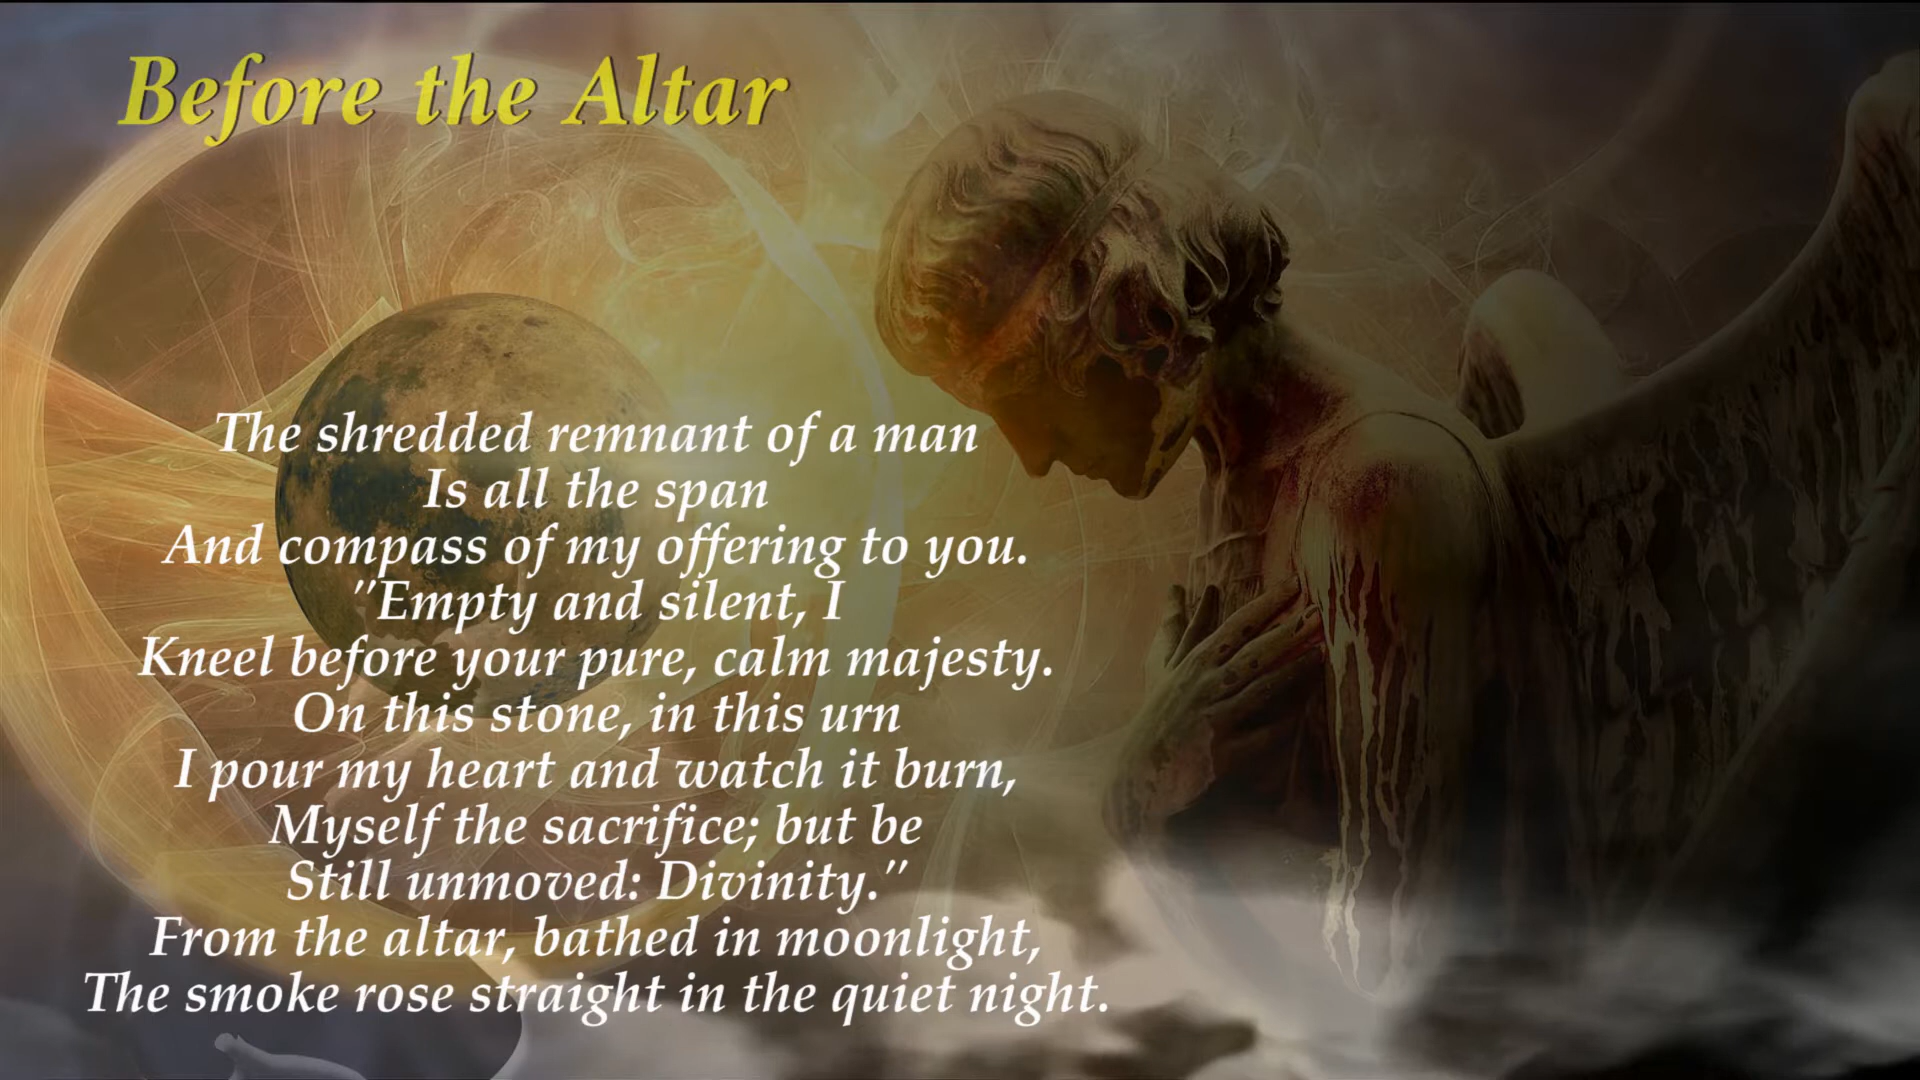 Before the Altar
The shredded remnant of a man
Is all the span
And compass of my offering to you.
"Empty and silent, I
Kneel before your pure, calm majesty.
On this stone, in this urn
I pour my heart and watch it burn,
Myself the sacrifice; but be
Still unmoved: Divinity."
From the altar, bathed in moonlight,
The smoke rose straight in the quiet night.